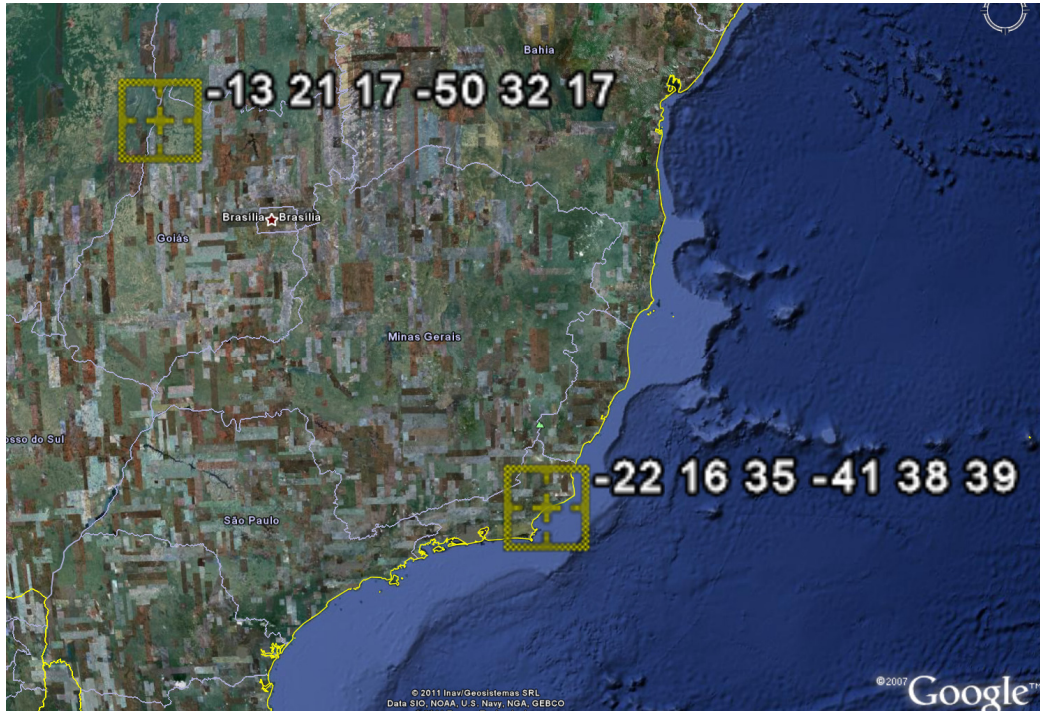 Bahia
-13 21 17 -50 32 17
Brasília Brasília
Goiás
Minas Gerais
osso do Sul
-22 16 35 -41 38 39
São Paulo
© 2011 Inav/Geosistemas SRL
Data SIO, NOAA, U.S. Navy, NGA, GEBCO
©2007 Google™